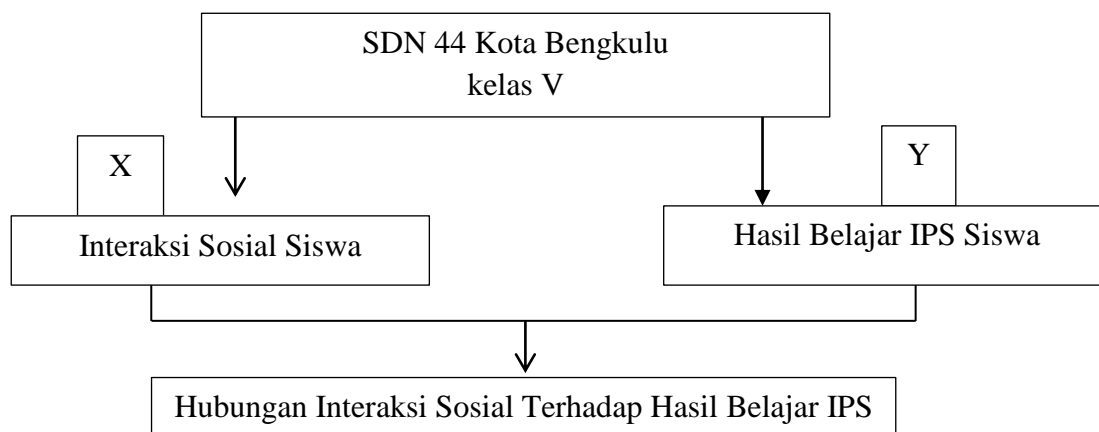 SDN 44 Kota Bengkulu
kelas V
X
Y
Interaksi Sosial Siswa
Hasil Belajar IPS Siswa
Hubungan Interaksi Sosial Terhadap Hasil Belajar IPS